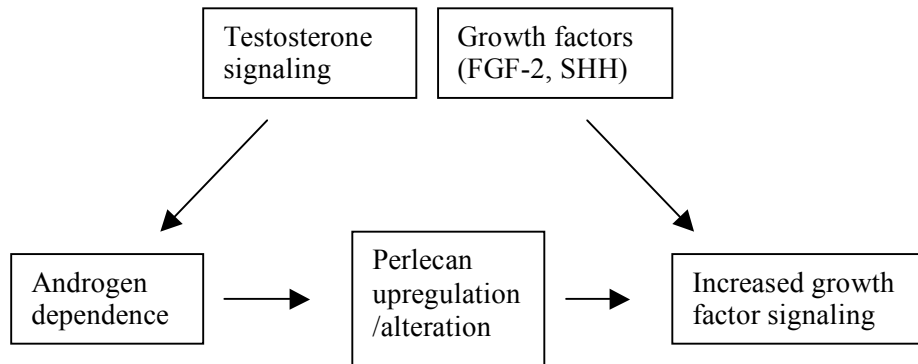 Testosterone
signaling
Growth factors
(FGF-2, SHH)
Androgen
dependence
Perlecan
upregulation
/alteration
Increased growth
factor signaling